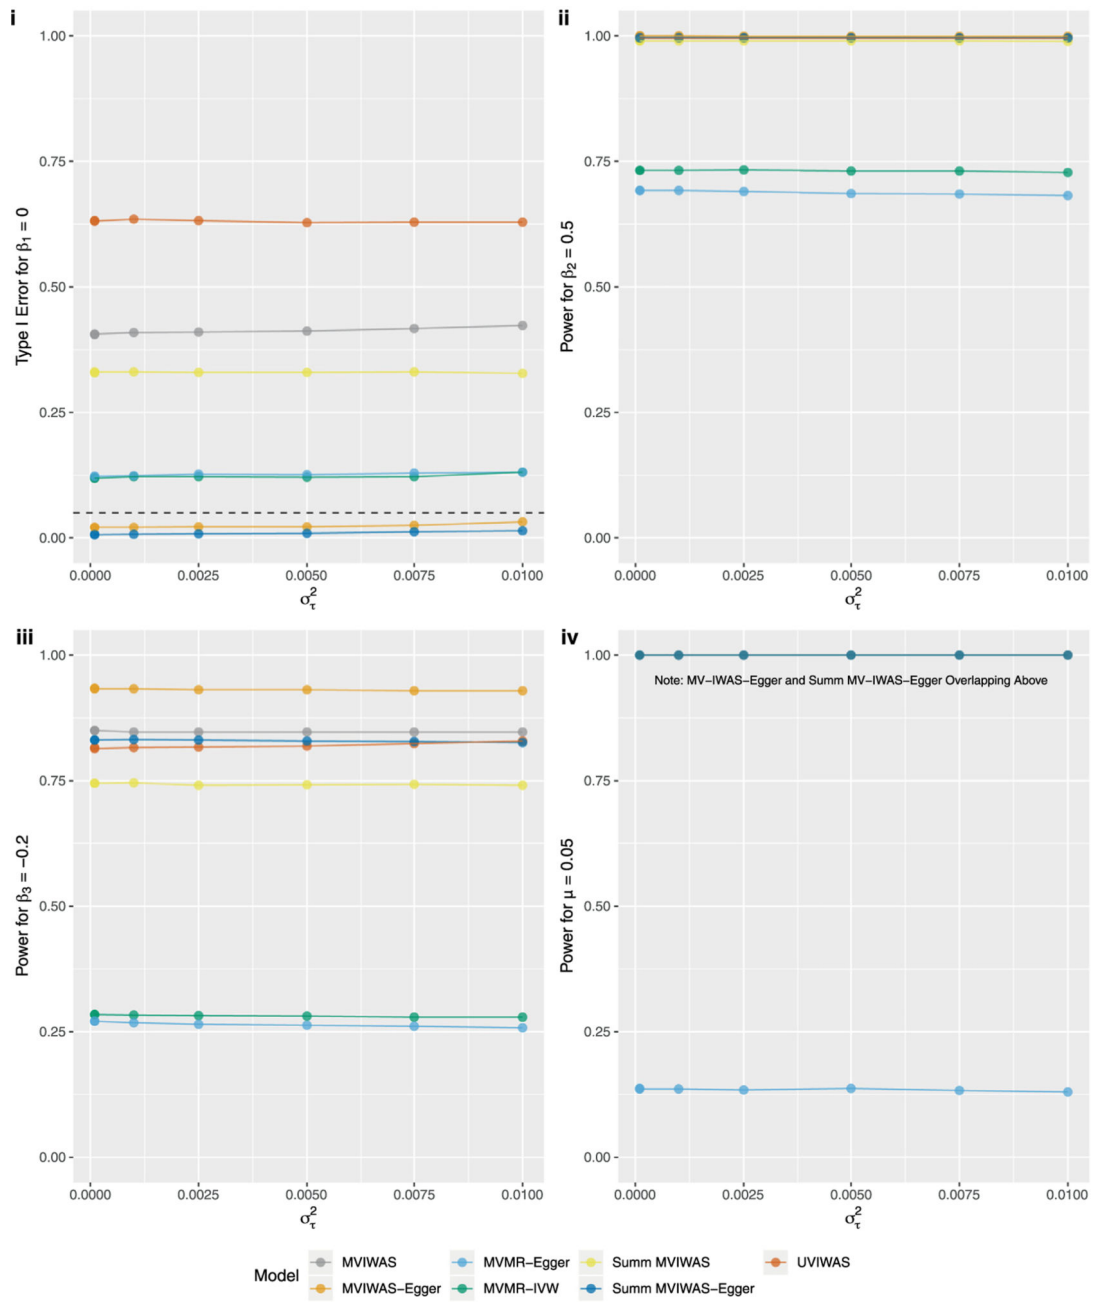 i
1.00
0.75
0.50
0.25
0.00
Type I Error for β₁ = 0
0.0000 0.0025 0.0050 0.0075 0.0100
σ²τ
ii
1.00
0.75
0.50
0.25
0.00
Power for β₂ = 0.5
0.0000 0.0025 0.0050 0.0075 0.0100
σ²τ
iii
1.00
0.75
0.50
0.25
0.00
Power for β₃ = −0.2
0.0000 0.0025 0.0050 0.0075 0.0100
σ²τ
iv
1.00
Note: MV−IWAS−Egger and Summ MV−IWAS−Egger Overlapping Above
0.75
0.50
0.25
0.00
Power for μ = 0.05
0.0000 0.0025 0.0050 0.0075 0.0100
σ²τ
Model
MVIWAS MVMR−Egger Summ MVIWAS UVIWAS
MVIWAS−Egger MVMR−IVW Summ MVIWAS−Egger